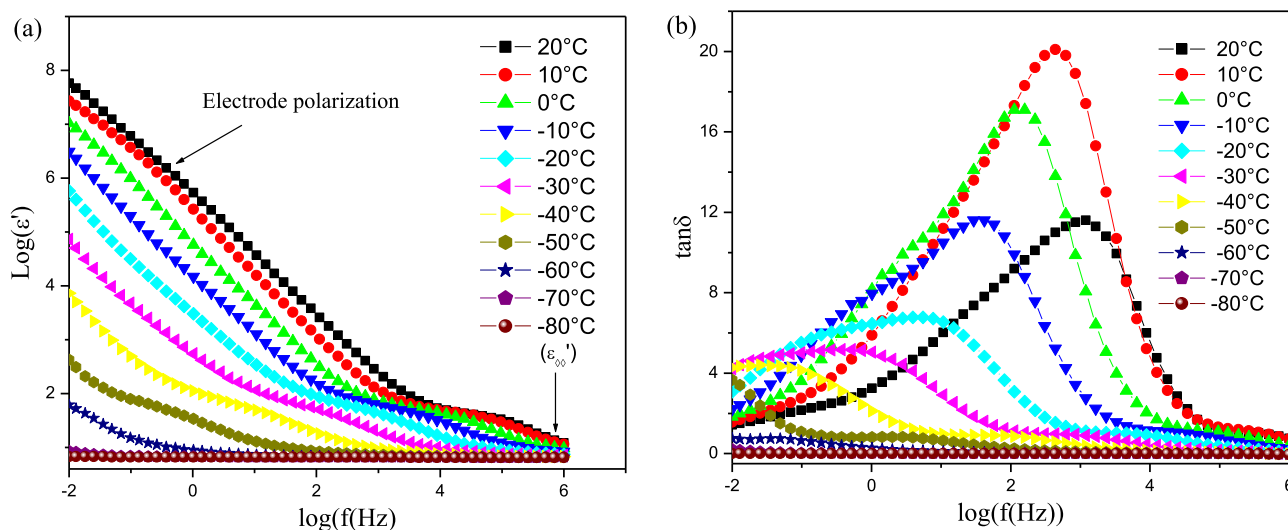 (a)
20°C
10°C
0°C
-10°C
-20°C
-30°C
-40°C
-50°C
-60°C
-70°C
-80°C
Electrode polarization
(ε◊◊')
Log(ε')
8
6
4
2
-2
0
2
4
6
log(f(Hz)
(b)
20°C
10°C
0°C
-10°C
-20°C
-30°C
-40°C
-50°C
-60°C
-70°C
-80°C
tanδ
20
16
12
8
4
0
-2
0
2
4
6
log(f(Hz))